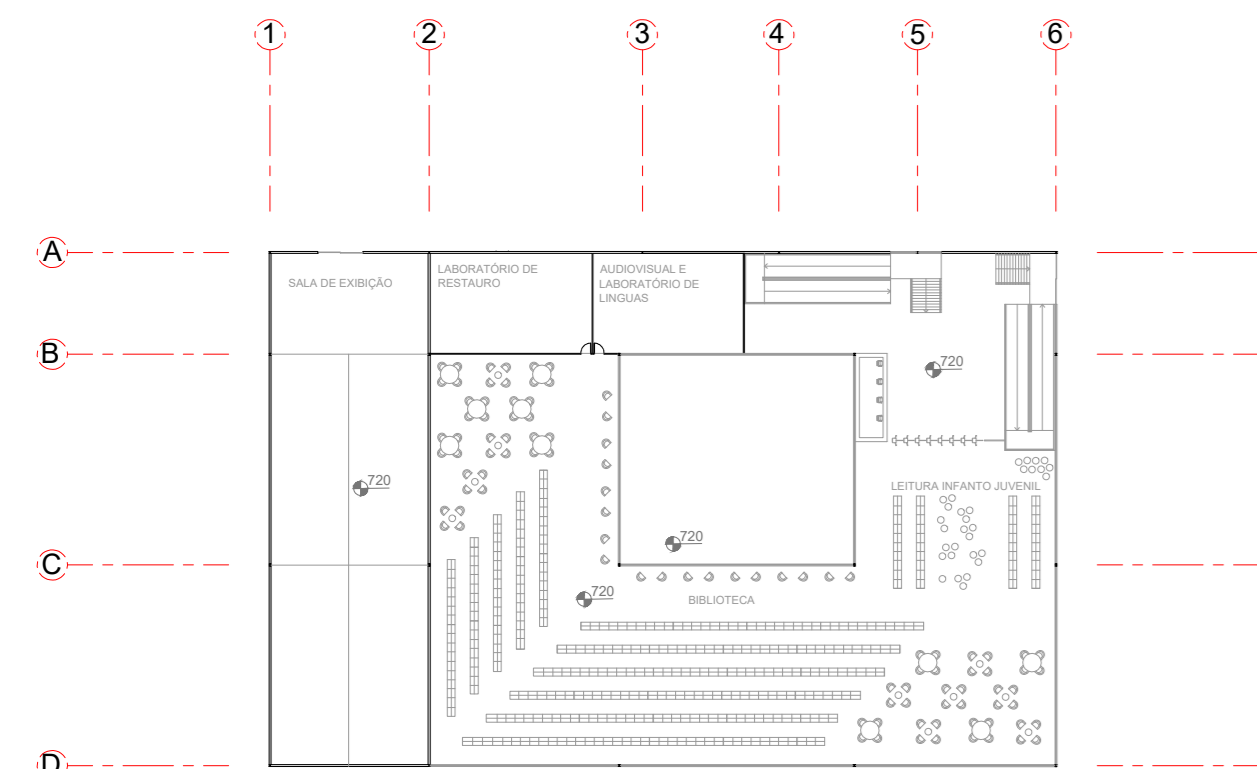 1 2 3 4 5 6
A
SALA DE EXIBIÇÃO
LABORATÓRIO DE
RESTAURO
AUDIOVISUAL E
LABORATÓRIO DE
LINGUAS
B
720
720
LEITURA INFANTO JUVENIL
720
C
720
BIBLIOTECA
D